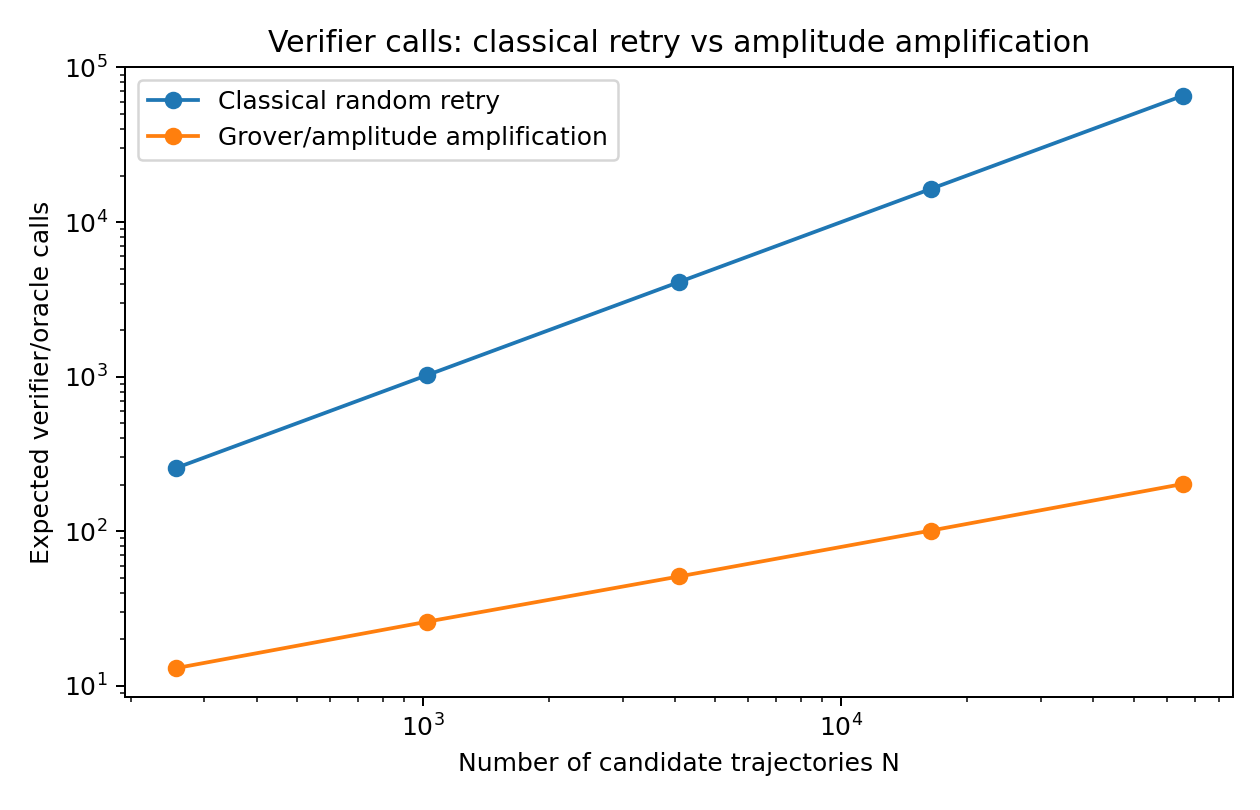 Verifier calls: classical retry vs amplitude amplification
Classical random retry
Grover/amplitude amplification
Expected verifier/oracle calls
10^5
10^4
10^3
10^2
10^1
10^3 10^4
Number of candidate trajectories N